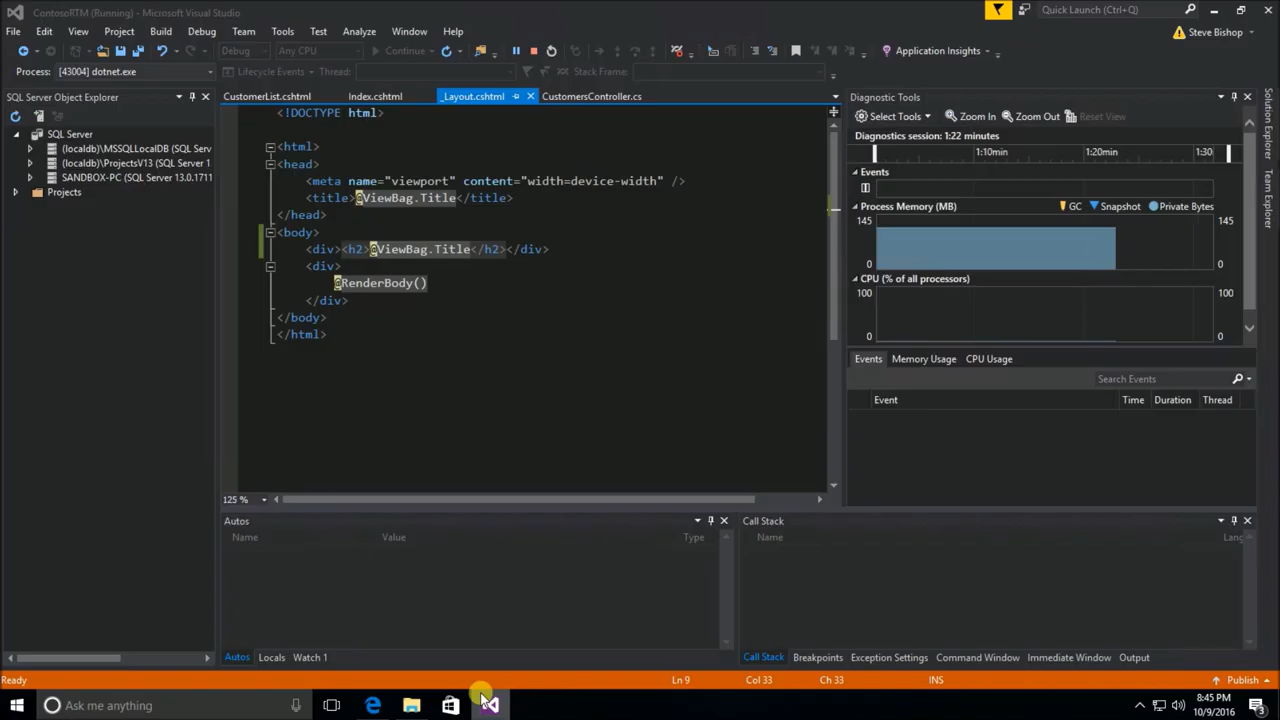 ContosoRTM (Running) - Microsoft Visual Studio
Quick Launch (Ctrl+Q)
File Edit View Project Build Debug Team Tools Test Analyze Window Help
Steve Bishop
Debug Any CPU Continue Application Insights
Process: [43004] dotnet.exe Lifecycle Events Thread: Stack Frame:
SQL Server Object Explorer
SQL Server
(localdb)\MSSQLLocalDB (SQL Serv
(localdb)\ProjectsV13 (SQL Server 1
SANDBOX-PC (SQL Server 13.0.1711
Projects
CustomerList.cshtml Index.cshtml _Layout.cshtml CustomersController.cs
<!DOCTYPE html>
<html>
<head>
<meta name="viewport" content="width=device-width" />
<title>@ViewBag.Title</title>
</head>
<body>
<div><h2>@ViewBag.Title</h2></div>
<div>
@RenderBody()
</div>
</body>
</html>
125 %
Diagnostic Tools
Select Tools Zoom In Zoom Out Reset View
Diagnostics session: 1:22 minutes
1:10min 1:20min 1:30
Events
Process Memory (MB) GC Snapshot Private Bytes
145 145
0 0
CPU (% of all processors)
100 100
0 0
Events Memory Usage CPU Usage
Search Events
Event Time Duration Thread
Solution Explorer
Team Explorer
Autos
Name Value Type
Autos Locals Watch 1
Call Stack
Name Lang
Call Stack Breakpoints Exception Settings Command Window Immediate Window Output
Ready Ln 9 Col 33 Ch 33 INS Publish
Ask me anything
8:45 PM
10/9/2016
3